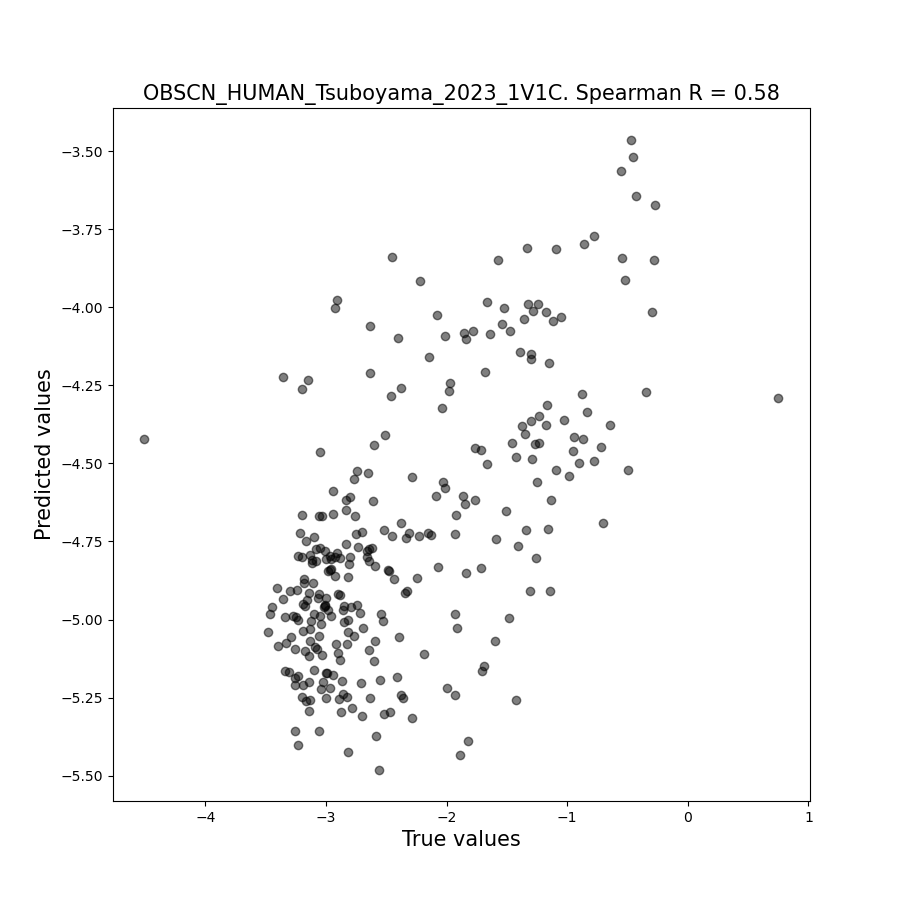 OBSCN_HUMAN_Tsuboyama_2023_1V1C. Spearman R = 0.58
−3.50
−3.75
−4.00
−4.25
−4.50
−4.75
−5.00
−5.25
−5.50
Predicted values
−4 −3 −2 −1 0 1
True values